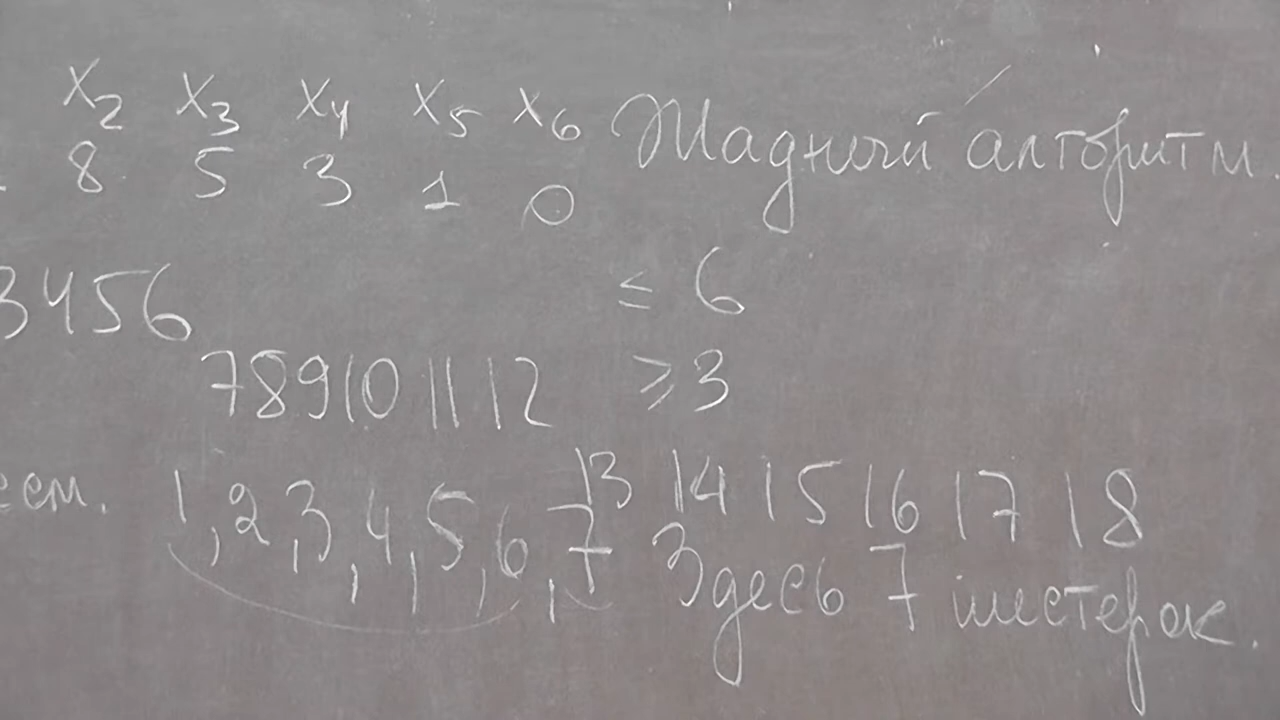 x₂ x₃ x₄ x₅ x₆ Жадный алгоритм.
8 5 3 1 0
3456 ≤ 6
789101112 ≥ 3
13 14 15 16 17 18
1,2,3,4,5,6,7 Здесь 7 шестерок.